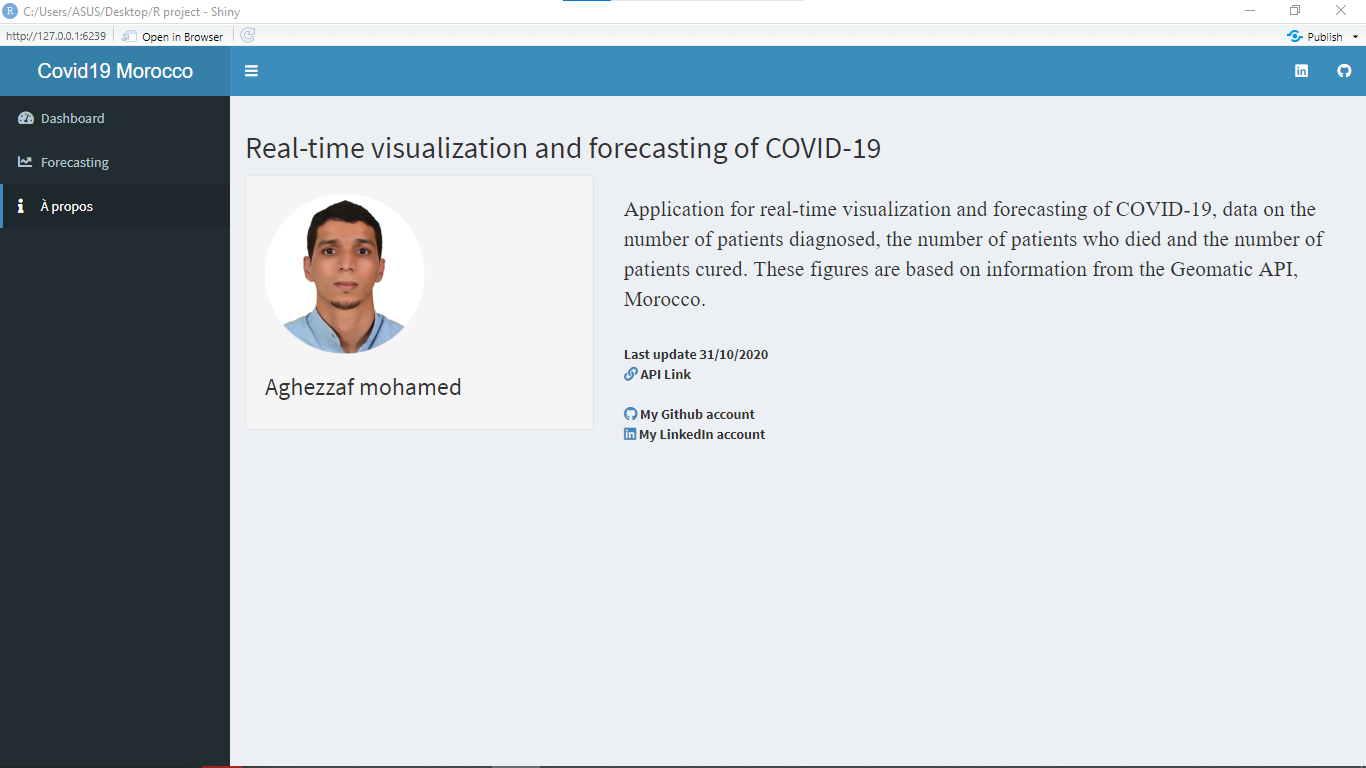 C:/Users/ASUS/Desktop/R project - Shiny
http://127.0.0.1:6239
Open in Browser
Publish
Covid19 Morocco
Dashboard
Forecasting
À propos
Real-time visualization and forecasting of COVID-19
Aghezzaf mohamed
Application for real-time visualization and forecasting of COVID-19, data on the
number of patients diagnosed, the number of patients who died and the number of
patients cured. These figures are based on information from the Geomatic API,
Morocco.
Last update 31/10/2020
API Link
My Github account
My LinkedIn account